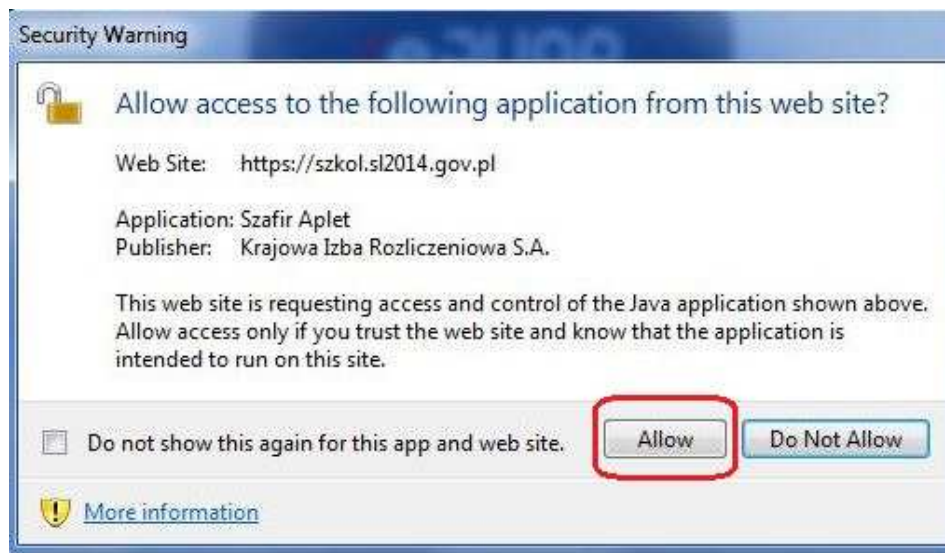 Security Warning
Allow access to the following application from this web site?
Web Site: https://szkol.sl2014.gov.pl
Application: Szafir Aplet
Publisher: Krajowa Izba Rozliczeniowa S.A.
This web site is requesting access and control of the Java application shown above.
Allow access only if you trust the web site and know that the application is
intended to run on this site.
Do not show this again for this app and web site.
Allow
Do Not Allow
More information